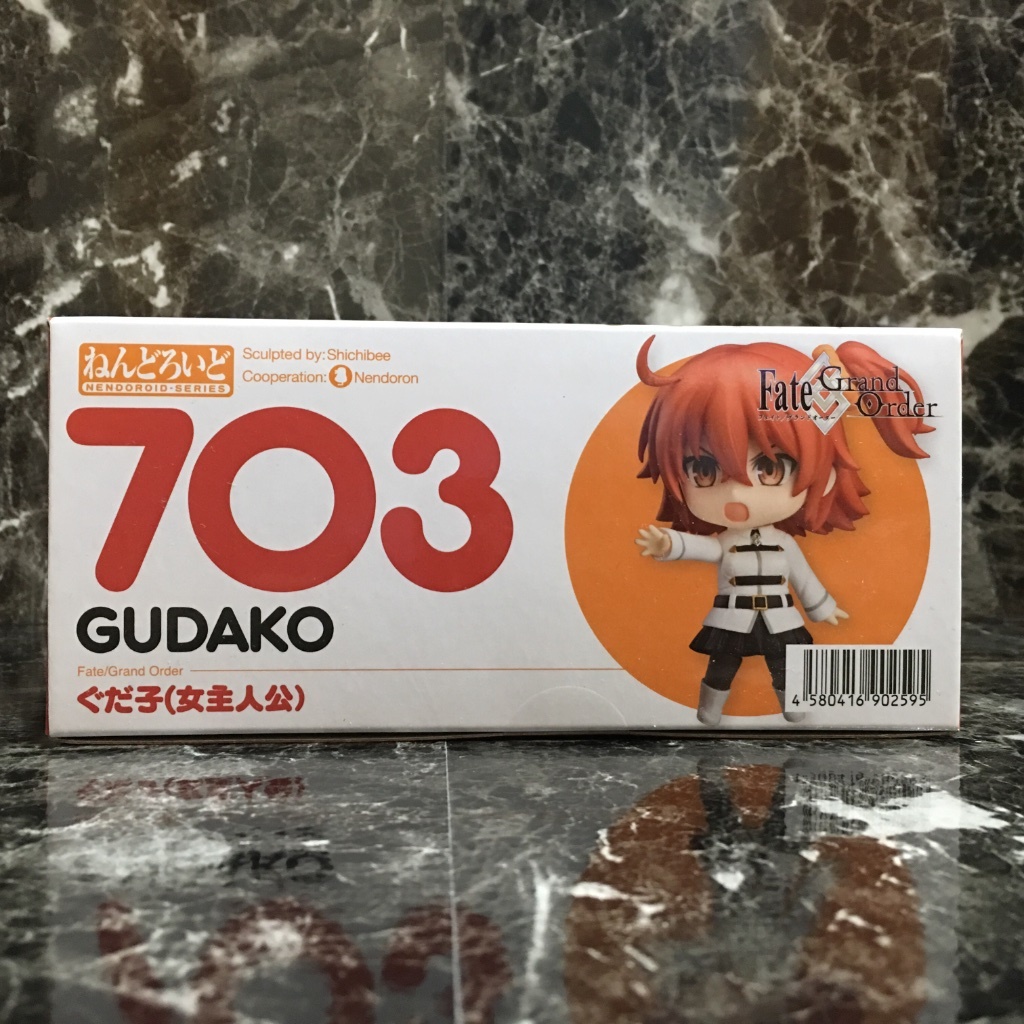 ねんどろいど
NENDOROID·SERIES
Sculpted by: Shichibee
Cooperation: Nendoron
703
GUDAKO
Fate/Grand Order
ぐだ子(女主人公)
Fate Grand Order
4 580416 902595